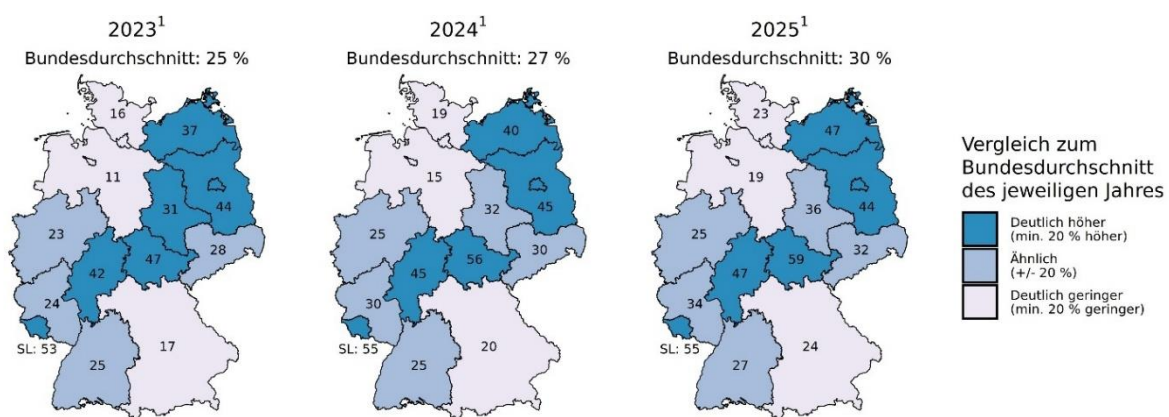 2023¹
Bundesdurchschnitt: 25 %
16
37
11
44
31
23
28
47
42
24
SL: 53
25
17
2024¹
Bundesdurchschnitt: 27 %
19
40
15
45
32
25
30
56
45
30
SL: 55
25
20
2025¹
Bundesdurchschnitt: 30 %
23
47
19
44
36
25
32
59
47
34
SL: 55
27
24
Vergleich zum
Bundesdurchschnitt
des jeweiligen Jahres
Deutlich höher
(min. 20 % höher)
Ähnlich
(+/- 20 %)
Deutlich geringer
(min. 20 % geringer)